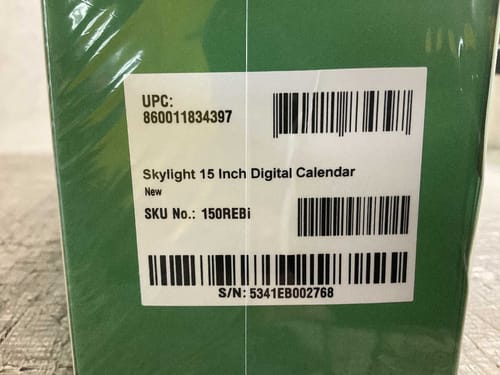 UPC:
860011834397
Skylight 15 Inch Digital Calendar
New
SKU No.: 150REBi
S/N: 5341EB002768